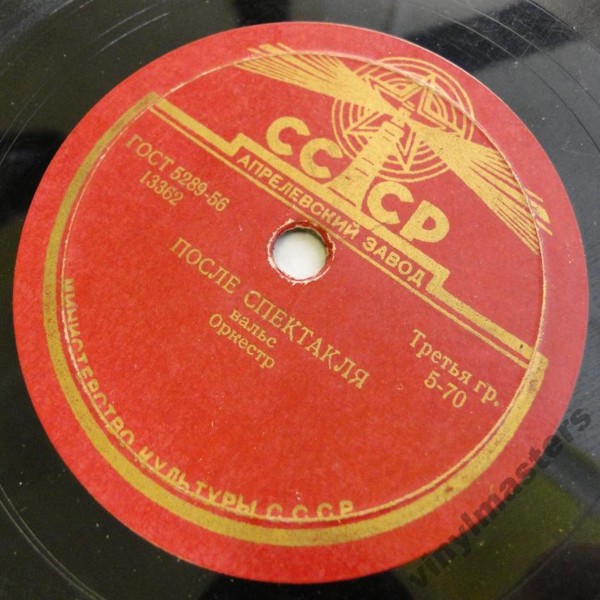 СССР
АПРЕЛЕВСКИЙ ЗАВОД
ГОСТ 5289-56
13362
ПОСЛЕ СПЕКТАКЛЯ
вальс
Оркестр
Третья гр.
5-70
МИНИСТЕРСТВО КУЛЬТУРЫ С.С.С.Р.
vinylmasters